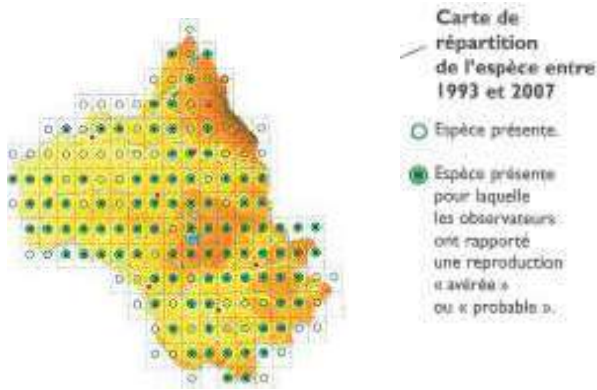 Carte de
répartition
de l'espèce entre
1993 et 2007
Espèce présente.
Espèce présente
pour laquelle
les observateurs
ont rapporté
une reproduction
« avérée »
ou « probable ».